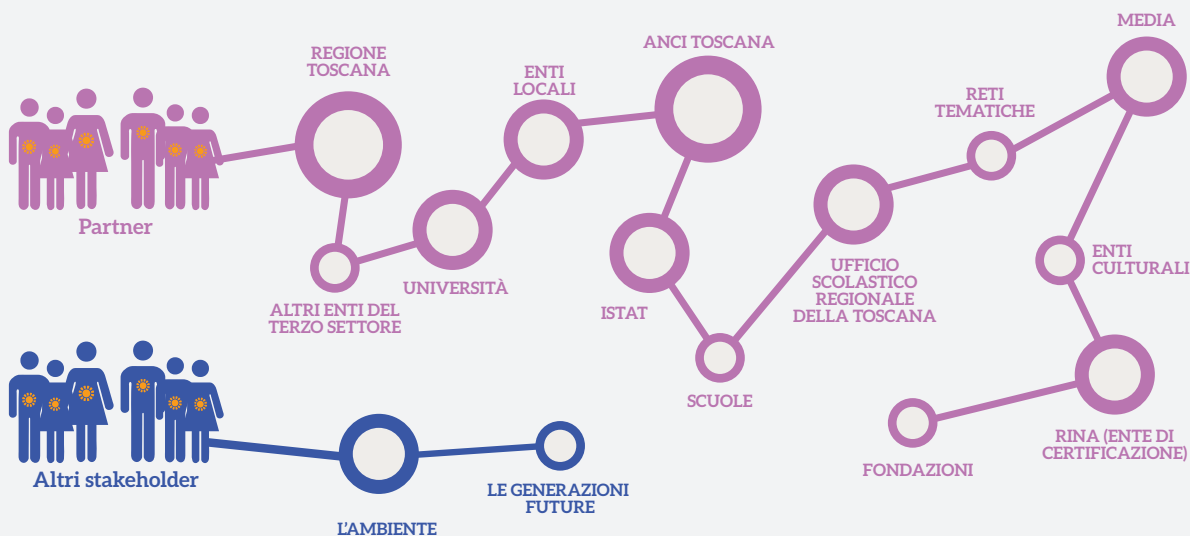 Partner
REGIONE
TOSCANA
ALTRI ENTI DEL
TERZO SETTORE
UNIVERSITÀ
ENTI
LOCALI
ANCI TOSCANA
ISTAT
SCUOLE
UFFICIO
SCOLASTICO
REGIONALE
DELLA TOSCANA
RETI
TEMATICHE
MEDIA
ENTI
CULTURALI
RINA (ENTE DI
CERTIFICAZIONE)
FONDAZIONI
Altri stakeholder
L'AMBIENTE
LE GENERAZIONI
FUTURE